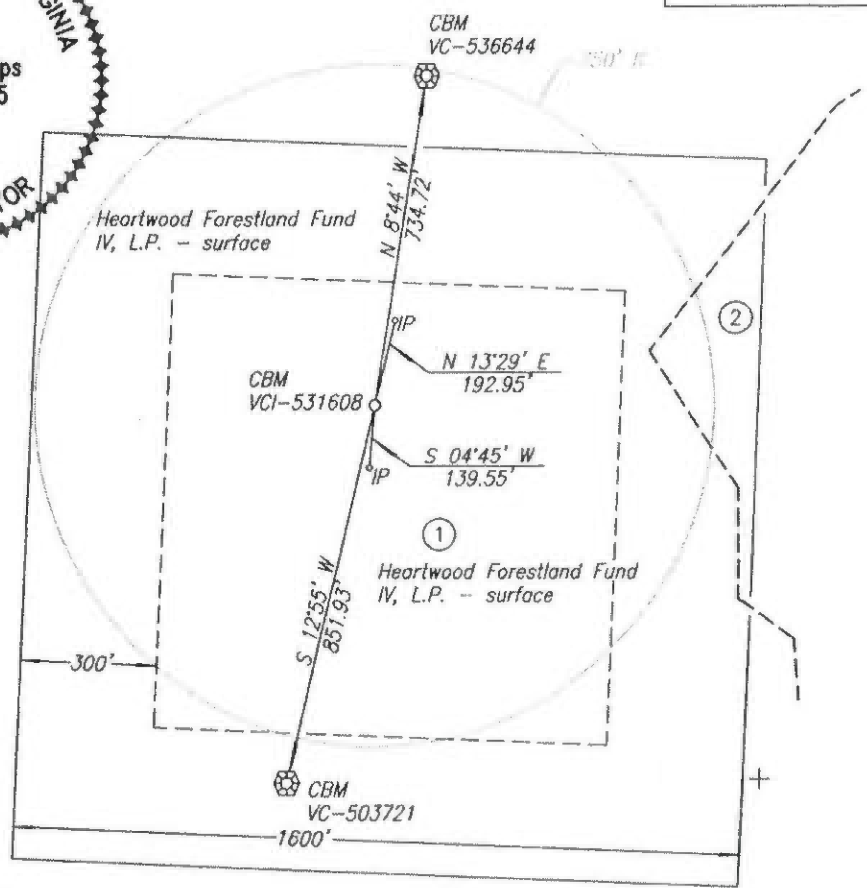 GINIA
ps
5
TOR
CBM
VC-536644
Heartwood Forestland Fund
IV, L.P. - surface
N 8°44' W
734.72'
IP
N 13°29' E
192.95'
CBM
VCI-531608
S 04°45' W
139.55'
IP
①
Heartwood Forestland Fund
IV, L.P. - surface
②
S 12°55' W
851.93'
300'
CBM
VC-503721
1600'